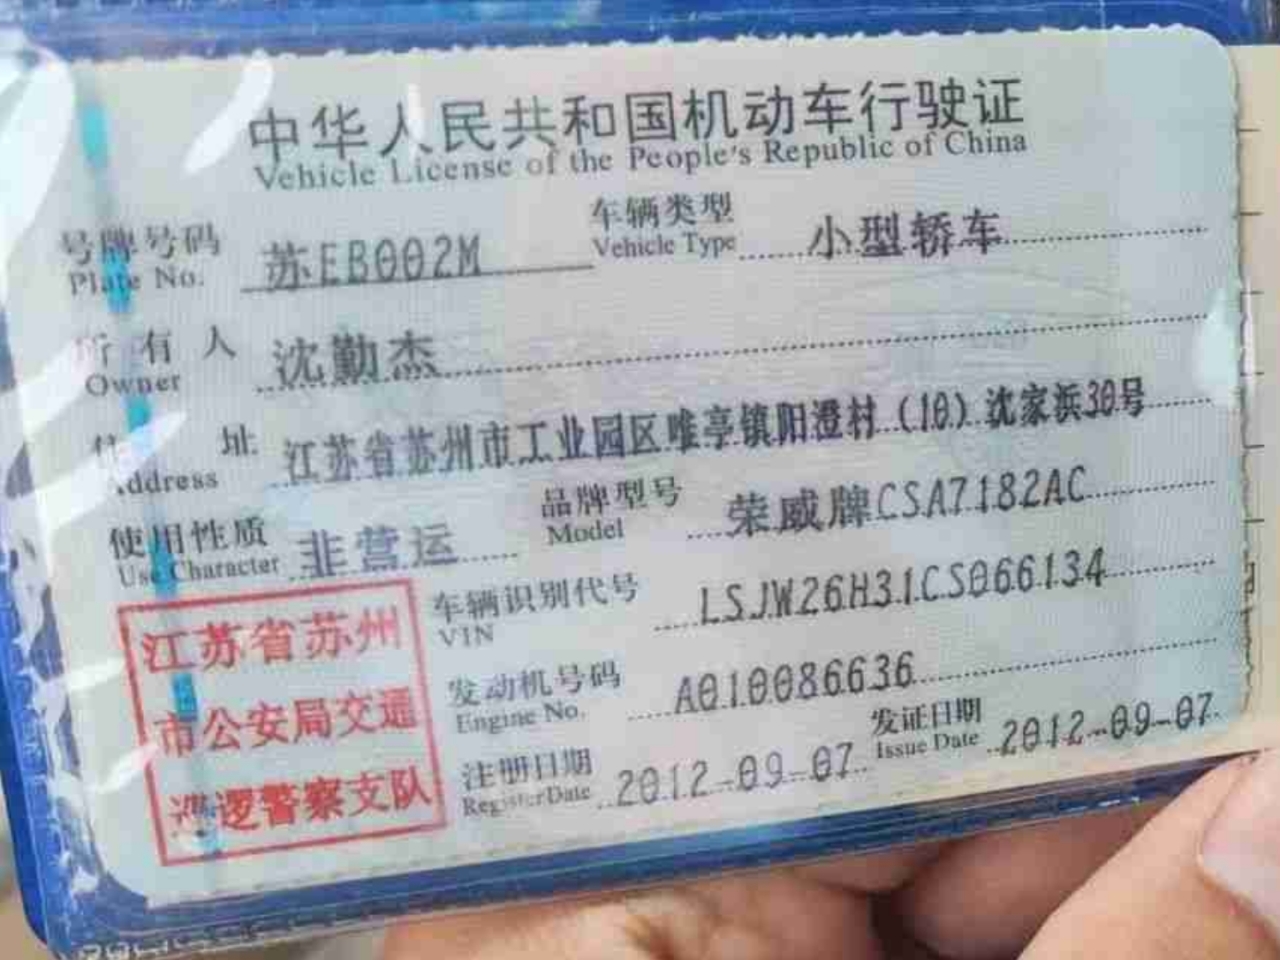 中华人民共和国机动车行驶证
Vehicle License of the People's Republic of China
号牌号码 苏EB002M 车辆类型 小型轿车
Plate No. Vehicle Type
所有人 沈勤杰
Owner
住址 江苏省苏州市工业园区唯亭镇阳澄村(10)沈家浜30号
Address
使用性质 非营运 品牌型号 荣威牌CSA7182AC
Use Character Model
车辆识别代号 LSJW26H31CS066134
VIN
发动机号码 A010086636
Engine No.
注册日期 2012-09-07 发证日期 2012-09-07
Register Date Issue Date
江苏省苏州
市公安局交通
巡逻警察支队